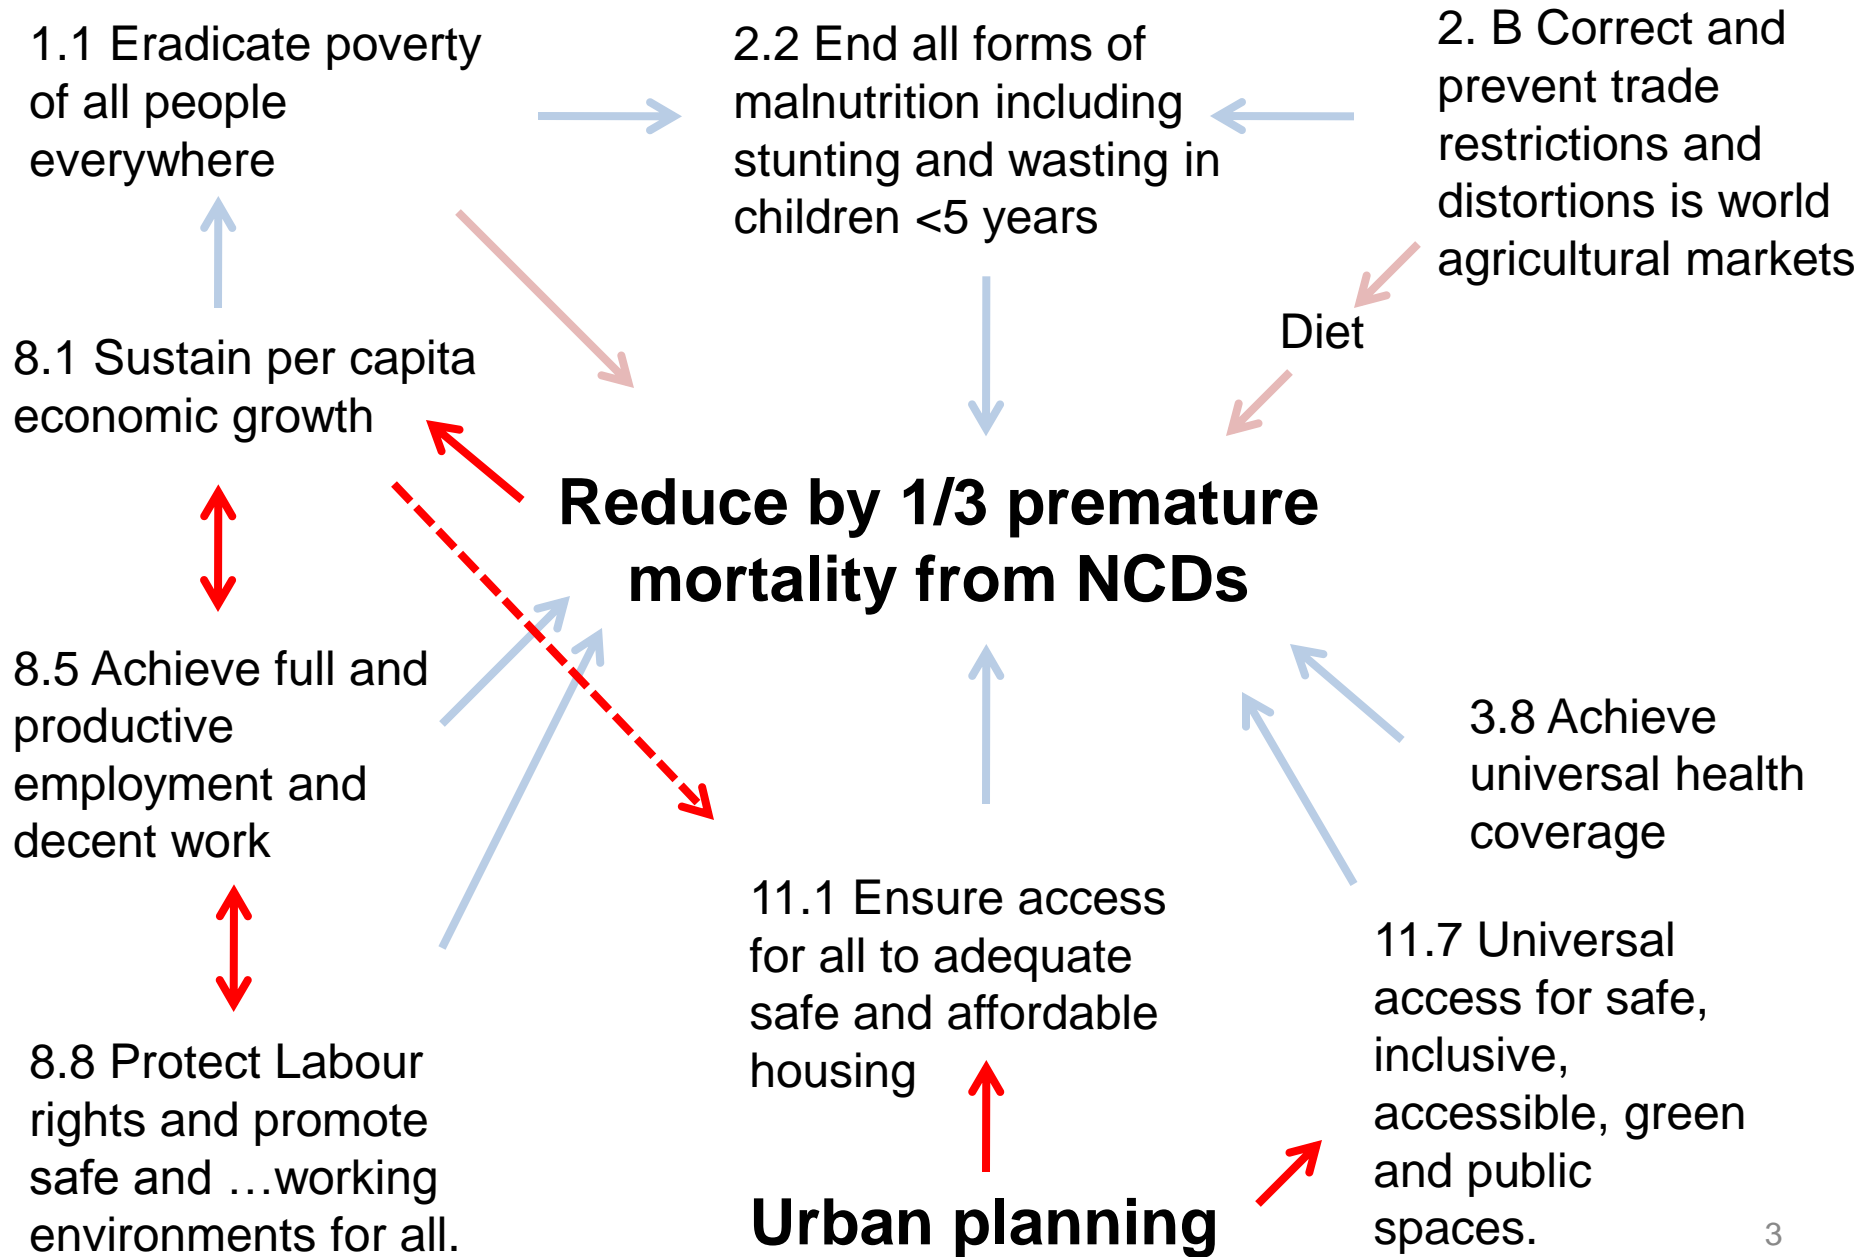 1.1 Eradicate poverty
of all people
everywhere
2.2 End all forms of
malnutrition including
stunting and wasting in
children <5 years
2. B Correct and
prevent trade
restrictions and
distortions is world
agricultural markets
Diet
8.1 Sustain per capita
economic growth
Reduce by 1/3 premature
mortality from NCDs
8.5 Achieve full and
productive
employment and
decent work
3.8 Achieve
universal health
coverage
11.1 Ensure access
for all to adequate
safe and affordable
housing
11.7 Universal
access for safe,
inclusive,
accessible, green
and public
spaces.
8.8 Protect Labour
rights and promote
safe and …working
environments for all.
Urban planning
3